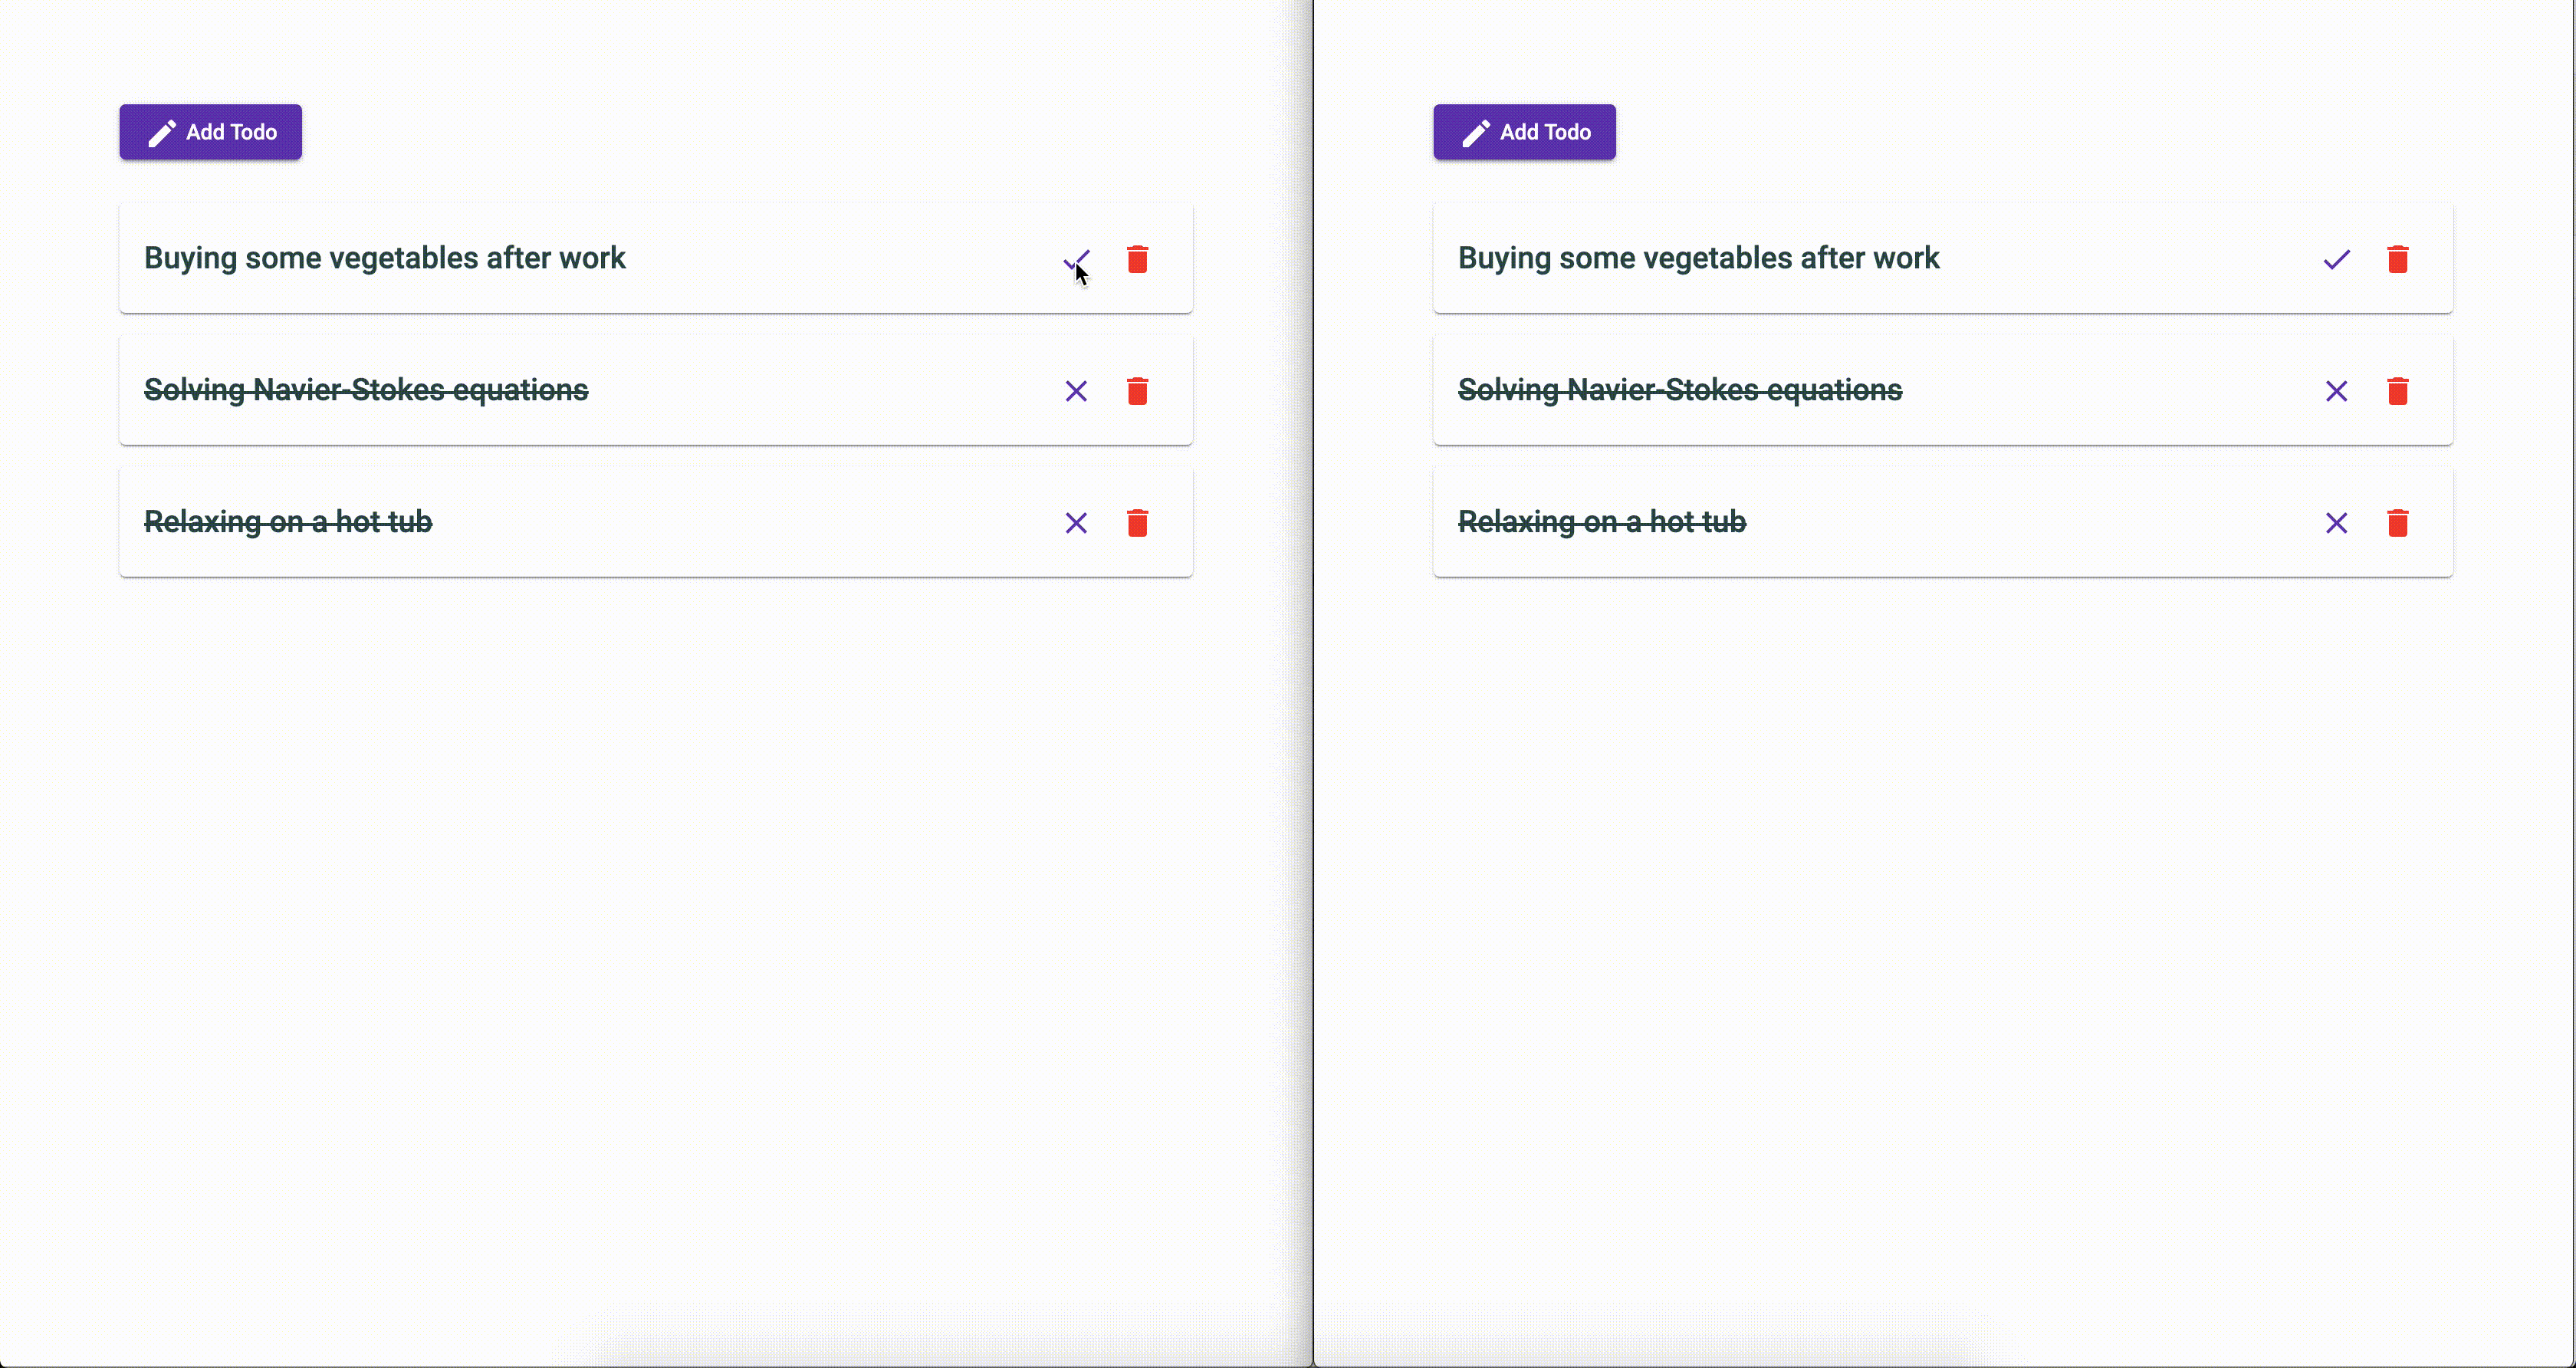 Add Todo
Buying some vegetables after work
Solving Navier-Stokes equations
Relaxing on a hot tub
Add Todo
Buying some vegetables after work
Solving Navier-Stokes equations
Relaxing on a hot tub